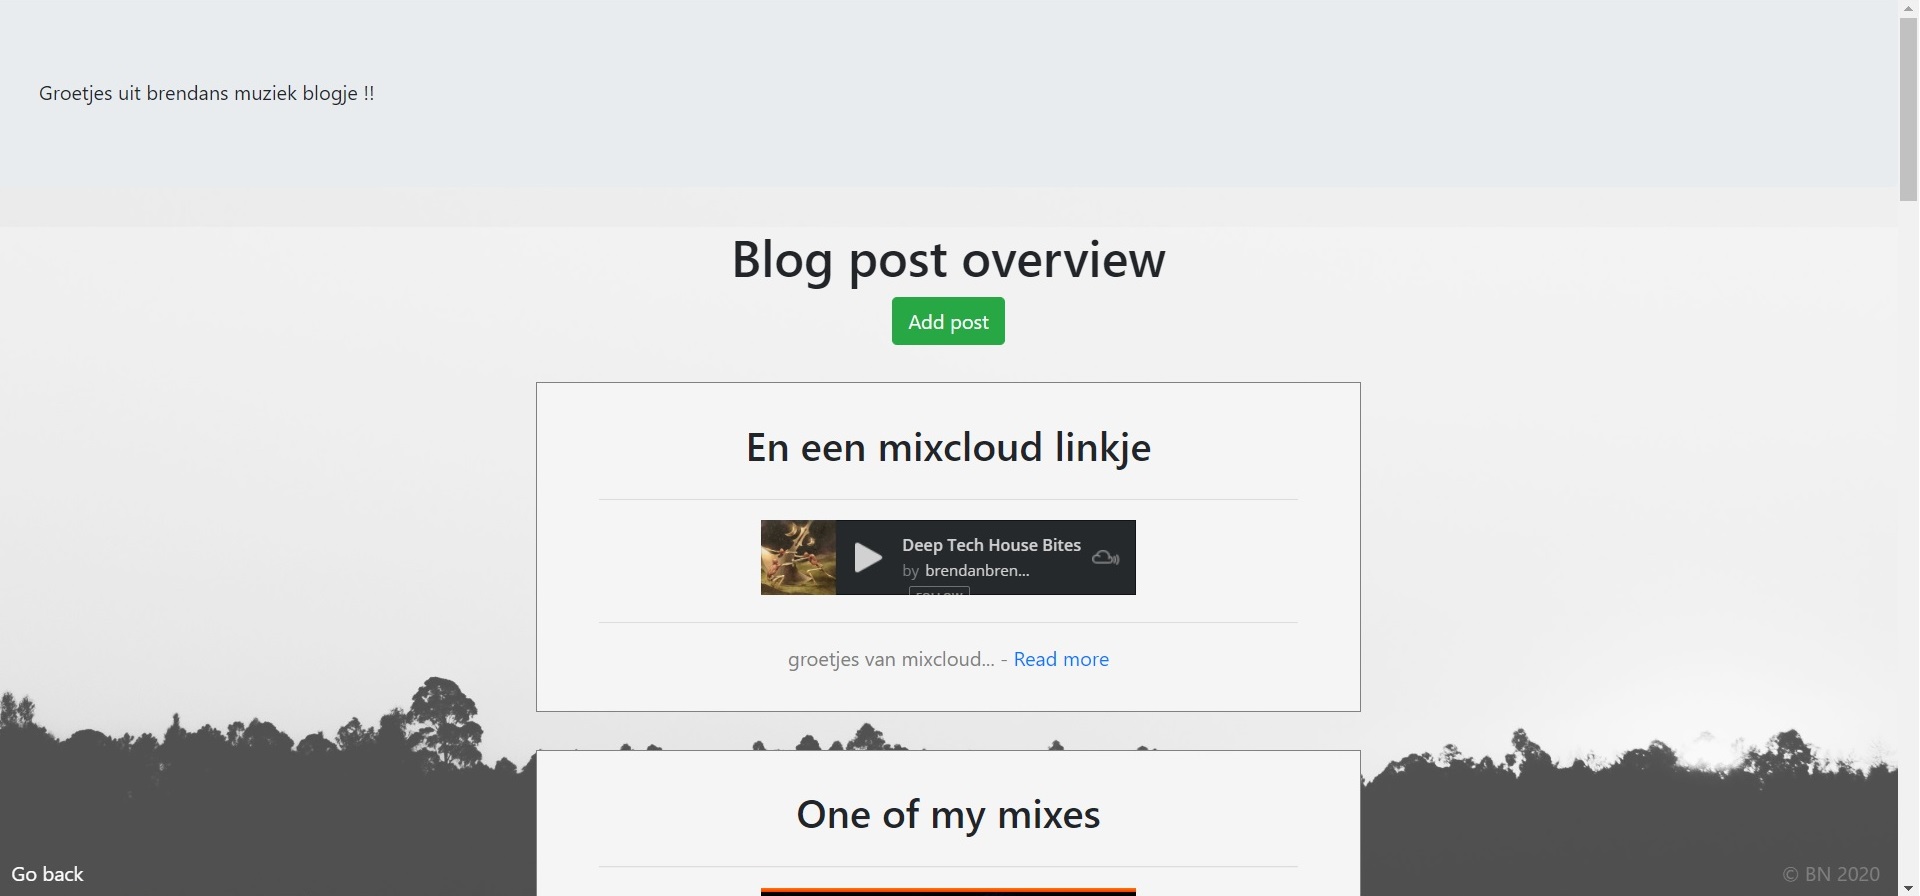 Groetjes uit brendans muziek blogje !!
Blog post overview
Add post
En een mixcloud linkje
Deep Tech House Bites
by brendanbren...
FOLLOW
groetjes van mixcloud... - Read more
One of my mixes
Go back
© BN 2020